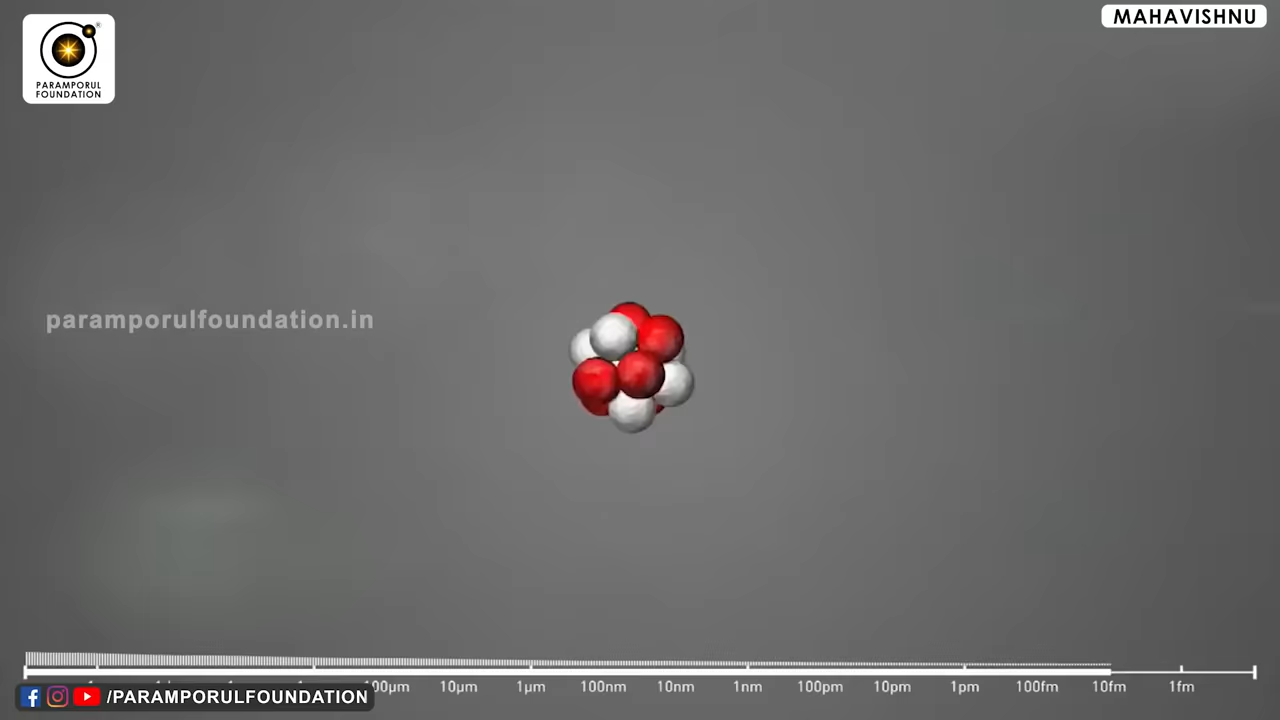 PARAMPORUL
FOUNDATION
®
MAHAVISHNU
paramporulfoundation.in
100µm 10µm 1µm 100nm 10nm 1nm 100pm 10pm 1pm 100fm 10fm 1fm
/PARAMPORULFOUNDATION